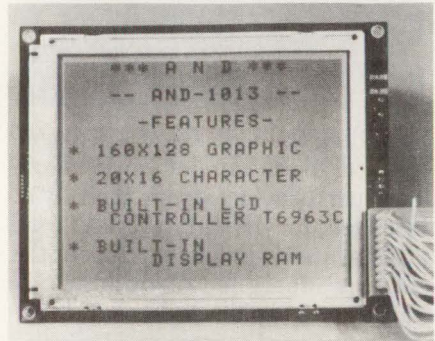 *** A N D ***
-- AND-1013 --
-FEATURES-
* 160X128 GRAPHIC
* 20X16 CHARACTER
* BUILT-IN LCD
CONTROLLER T6963C
* BUILT-IN
DISPLAY RAM